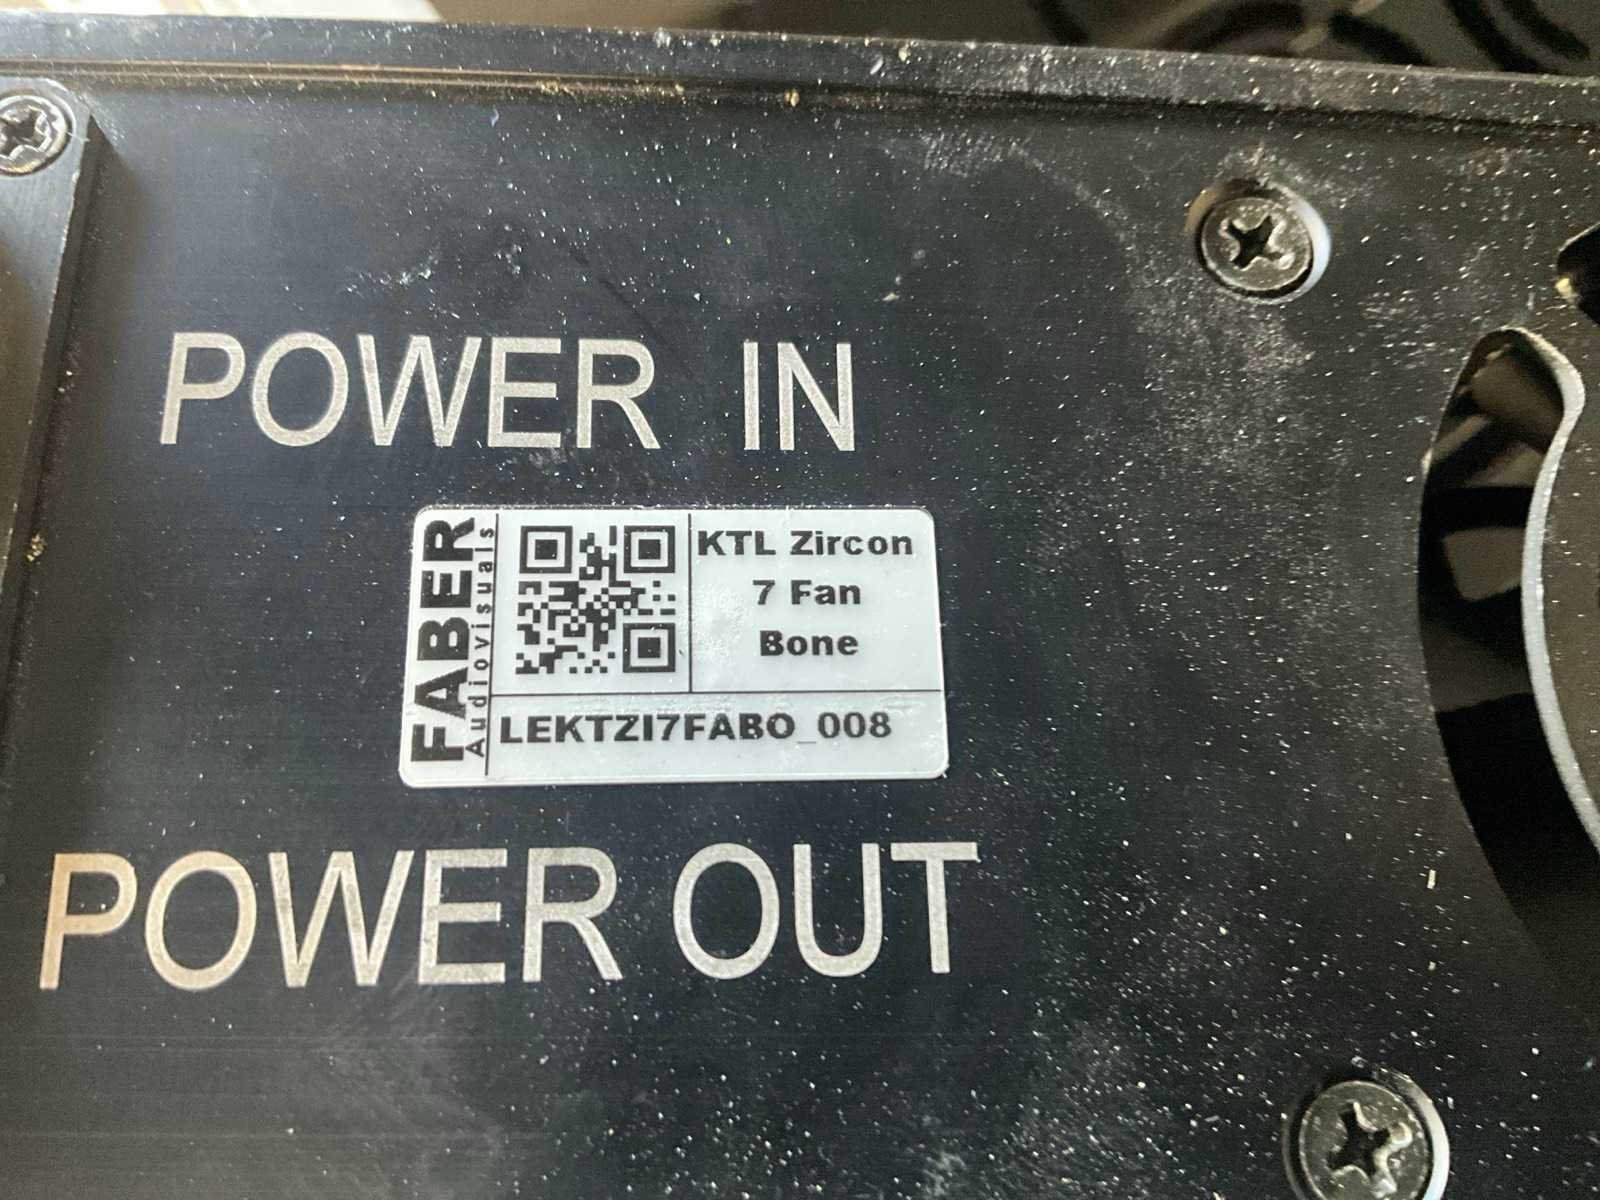 POWER IN
FABER
Audiovisuals
KTL Zircon
7 Fan
Bone
LEKTZI7FABO_008
POWER OUT